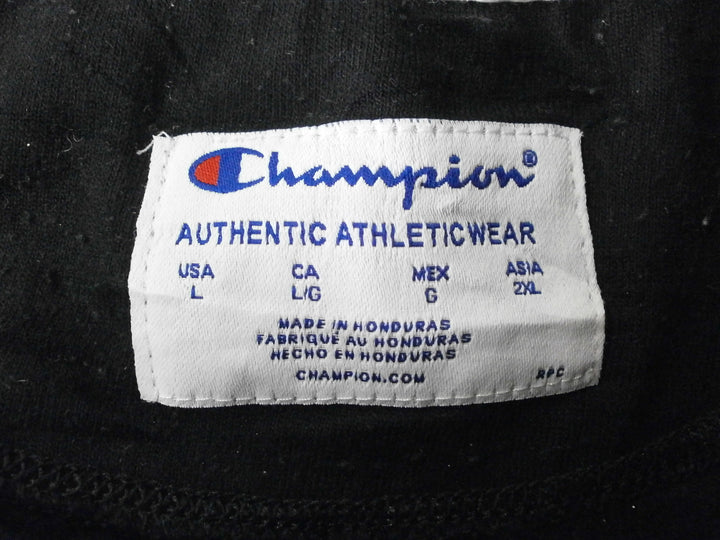 Champion®
AUTHENTIC ATHLETICWEAR
USA CA MEX ASIA
L L/G G 2XL
MADE IN HONDURAS
FABRIQUÉ AU HONDURAS
HECHO EN HONDURAS
CHAMPION.COM RPC